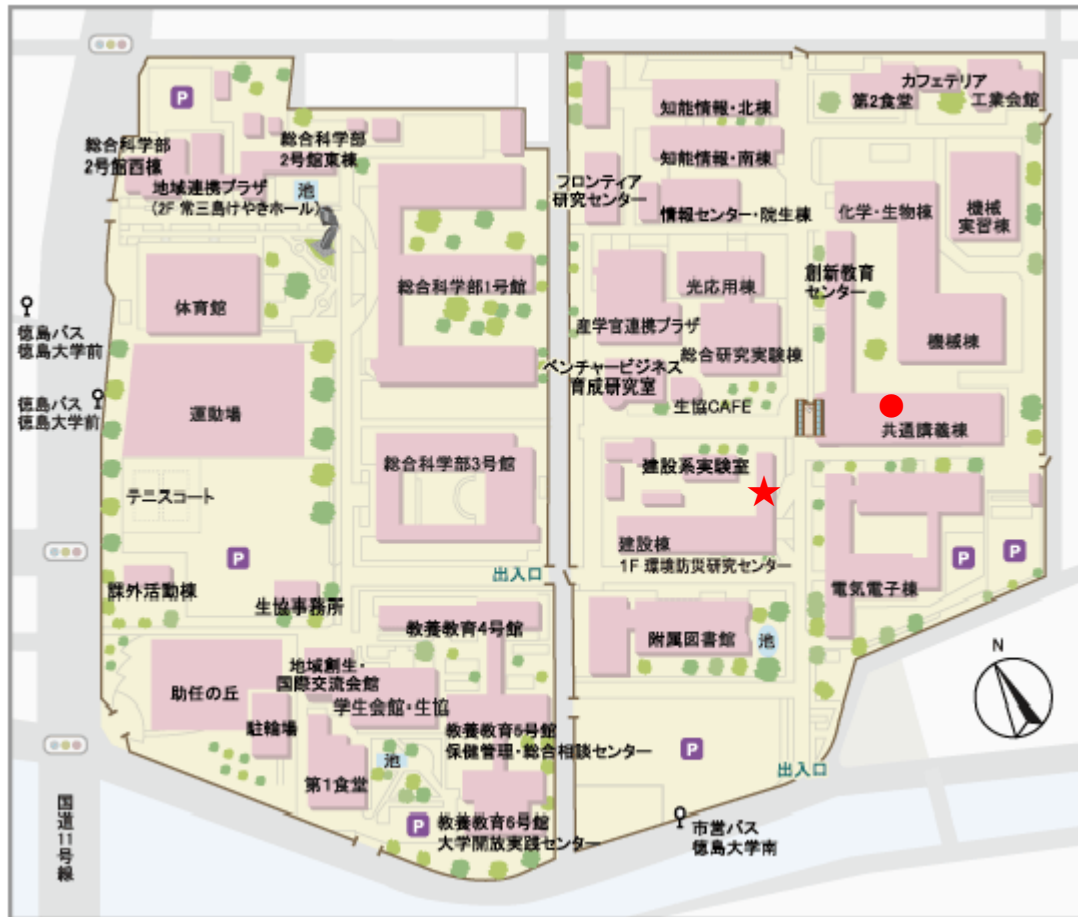 P
カフェテリア
第2食堂
工業会館
知能情報・北棟
総合科学部
2号館西棟
総合科学部
2号館東棟
知能情報・南棟
地域連携プラザ
(2F 常三島けやきホール)
池
フロンティア
研究センター
情報センター・院生棟
化学・生物棟
機械
実習棟
総合科学部1号館
光応用棟
創新教育
センター
体育館
徳島バス
徳島大学前
産学官連携プラザ
総合研究実験棟
機械棟
ベンチャービジネス
育成研究室
徳島バス
徳島大学前
運動場
生協CAFE
共通講義棟
総合科学部3号館
建設系実験室
テニスコート
建設棟
1F 環境防災研究センター
P
P
P
出入口
課外活動棟
生協事務所
電気電子棟
教養教育4号館
附属図書館
池
N
地域創生・
国際交流会館
助任の丘
学生会館・生協
駐輪場
教養教育5号館
保健管理・総合相談センター
P
池
第1食堂
出入口
国道11号線
P
教養教育6号館
大学開放実践センター
市営バス
徳島大学南